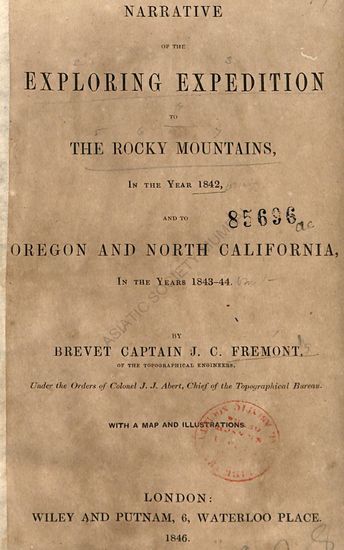 NARRATIVE
OF THE
EXPLORING EXPEDITION
TO
THE ROCKY MOUNTAINS,
IN THE YEAR 1842,
AND TO
85696
OREGON AND NORTH CALIFORNIA,
IN THE YEARS 1843–44.
BY
BREVET CAPTAIN J. C. FREMONT,
OF THE TOPOGRAPHICAL ENGINEERS,
Under the Orders of Colonel J. J. Abert, Chief of the Topographical Bureau.
WITH A MAP AND ILLUSTRATIONS.
LONDON:
WILEY AND PUTNAM, 6, WATERLOO PLACE.
1846.
ASIATIC SOCIETY